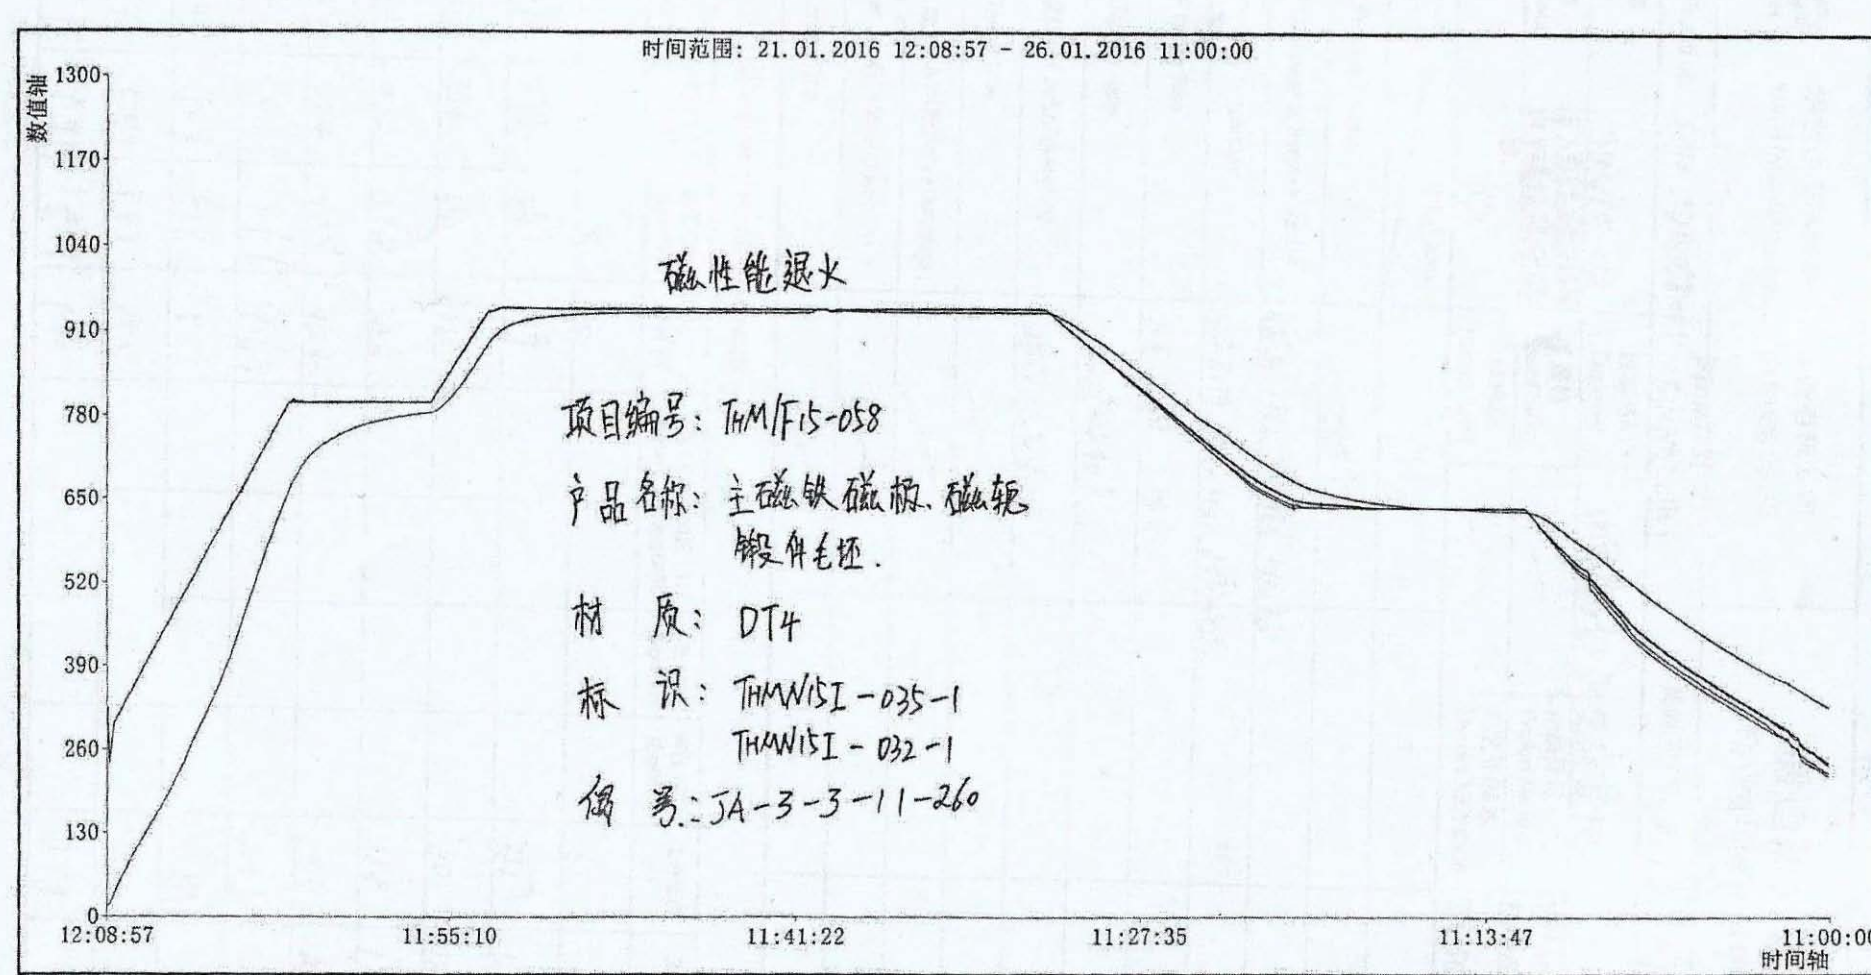 时间范围: 21.01.2016 12:08:57 - 26.01.2016 11:00:00
数值轴
1300
1170
1040
910
780
650
520
390
260
130
0
磁性能退火
项目编号: THM/F15-058
产品名称: 主磁铁磁极、磁轭
锻件毛坯.
材 质: DT4
标 识: THMW15I-035-1
THMW15I-032-1
号: JA-3-3-11-260
12:08:57 11:55:10 11:41:22 11:27:35 11:13:47 11:00:00
时间轴